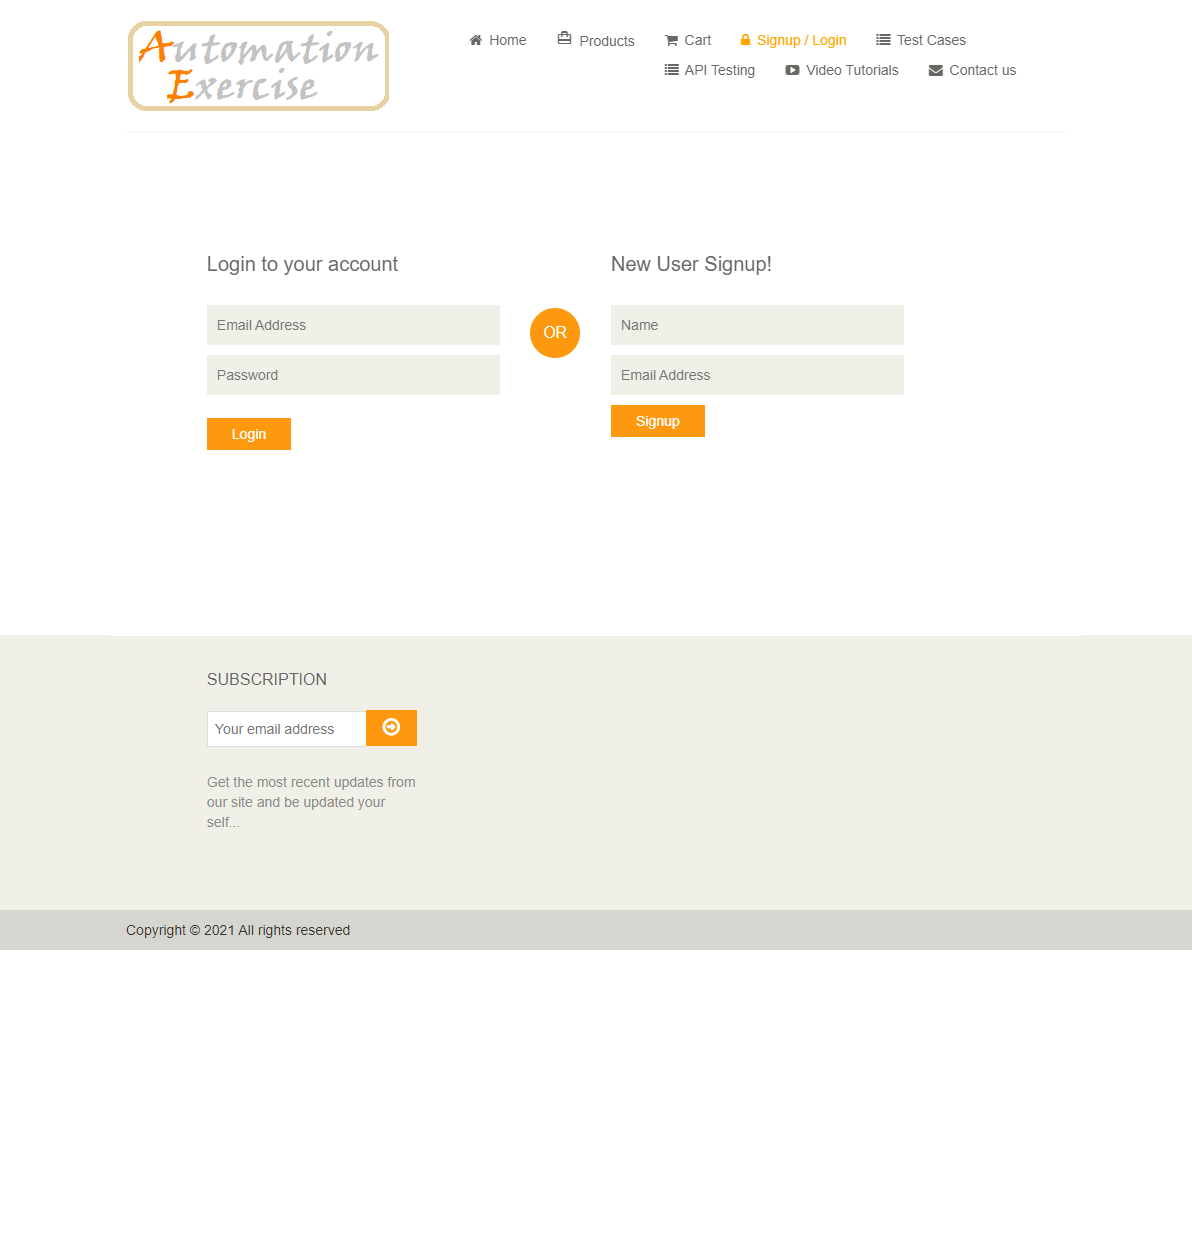 Automation
Exercise
Home
Products
Cart
Signup / Login
Test Cases
API Testing
Video Tutorials
Contact us
Login to your account
Email Address
Password
Login
OR
New User Signup!
Name
Email Address
Signup
SUBSCRIPTION
Your email address
Get the most recent updates from
our site and be updated your
self...
Copyright © 2021 All rights reserved